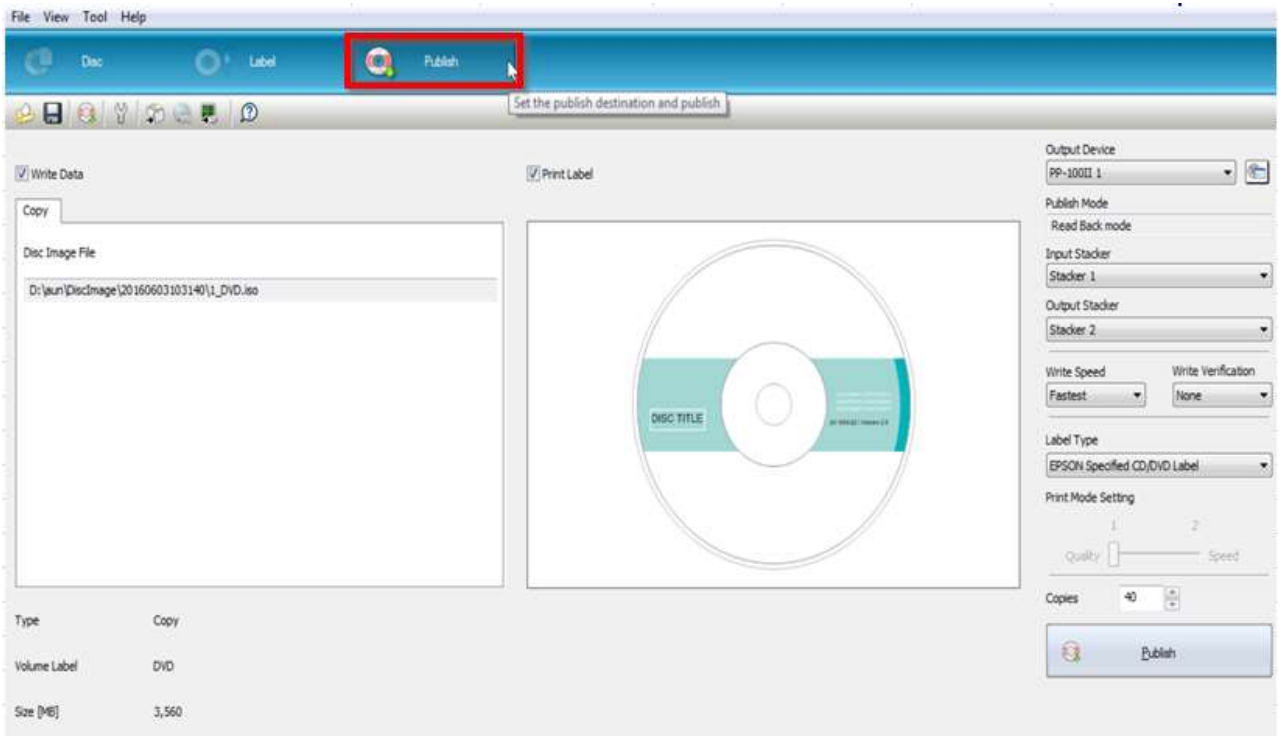 File View Tool Help
Disc Label Publish
Set the publish destination and publish
Write Data
Copy
Disc Image File
D:\aun\DiscImage\20160603103140\1_DVD.iso
Print Label
DISC TITLE
Output Device
PP-100II 1
Publish Mode
Read Back mode
Input Stacker
Stacker 1
Output Stacker
Stacker 2
Write Speed Write Verification
Fastest None
Label Type
EPSON Specified CD/DVD Label
Print Mode Setting
1 2
Quality Speed
Copies 40
Publish
Type Copy
Volume Label DVD
Size [MB] 3,560